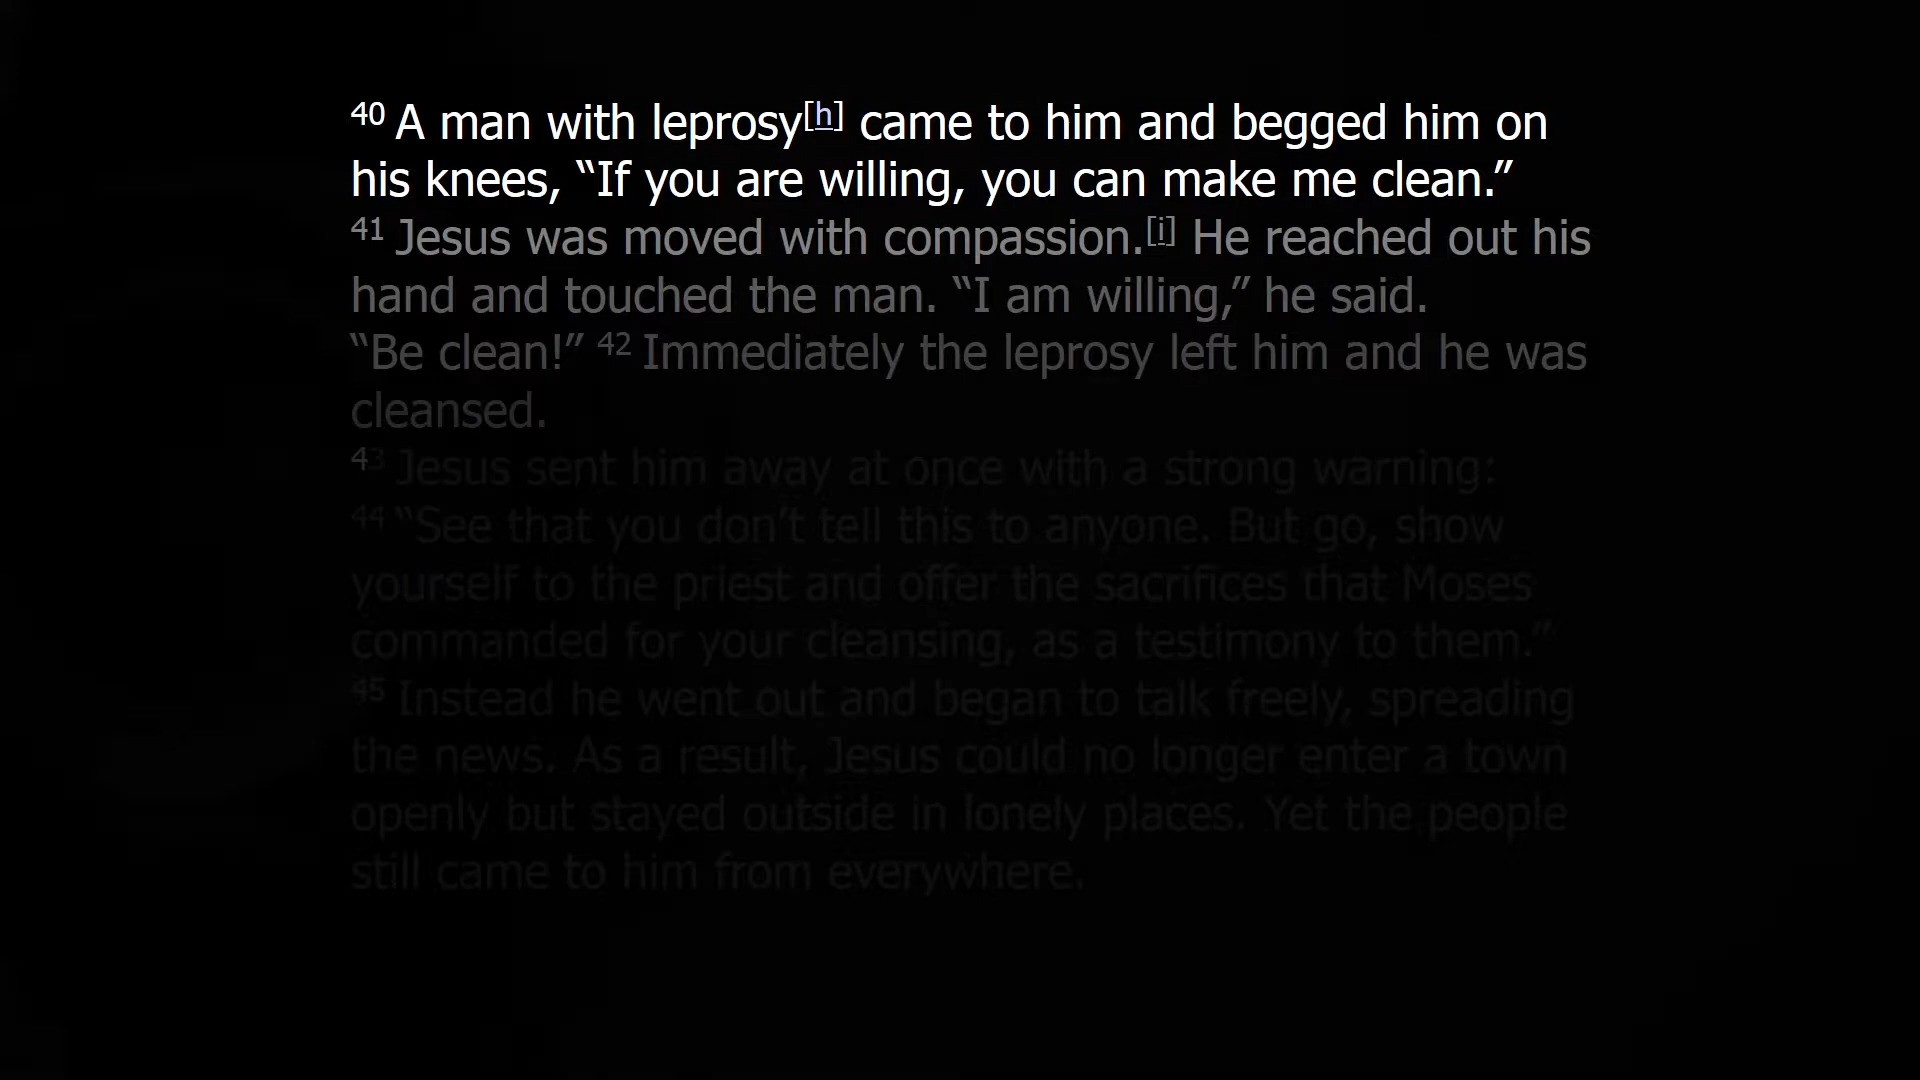 40 A man with leprosy[h] came to him and begged him on
his knees, “If you are willing, you can make me clean.”
41 Jesus was moved with compassion.[i] He reached out his
hand and touched the man. “I am willing,” he said.
“Be clean!” 42 Immediately the leprosy left him and he was
cleansed.
43 Jesus sent him away at once with a strong warning:
44 “See that you don’t tell this to anyone. But go, show
yourself to the priest and offer the sacrifices that Moses
commanded for your cleansing, as a testimony to them.”
45 Instead he went out and began to talk freely, spreading
the news. As a result, Jesus could no longer enter a town
openly but stayed outside in lonely places. Yet the people
still came to him from everywhere.